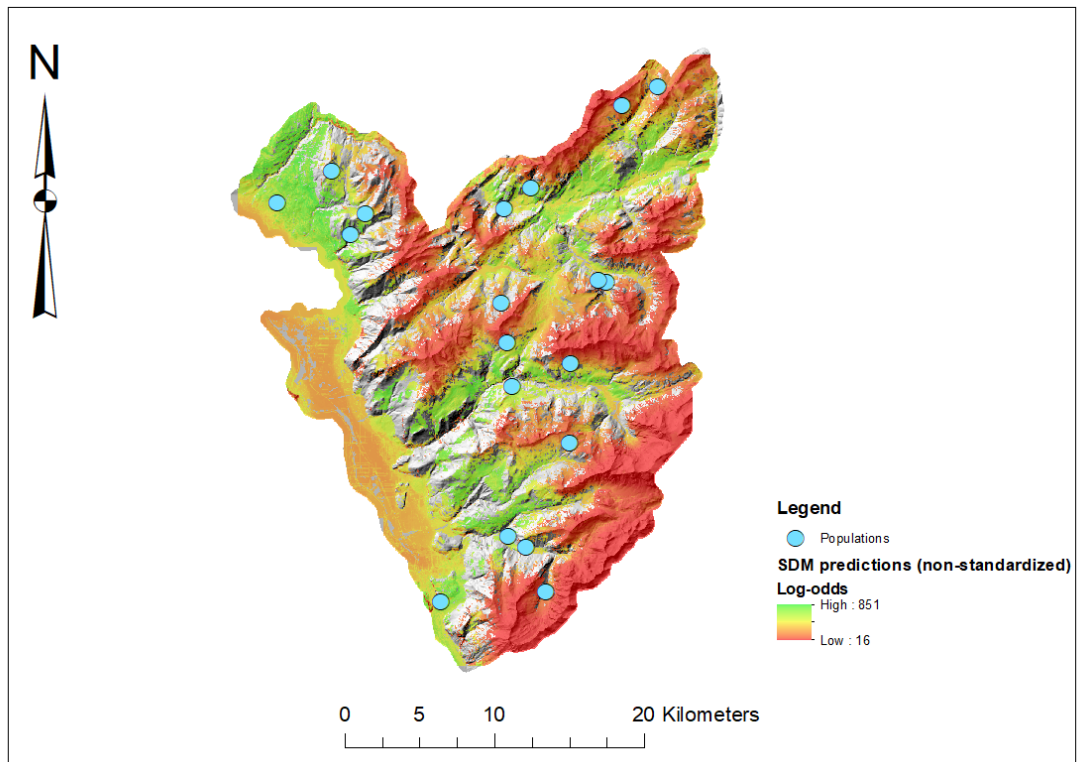 N
Legend
Populations
SDM predictions (non-standardized)
Log-odds
High : 851
Low : 16
0 5 10 20 Kilometers